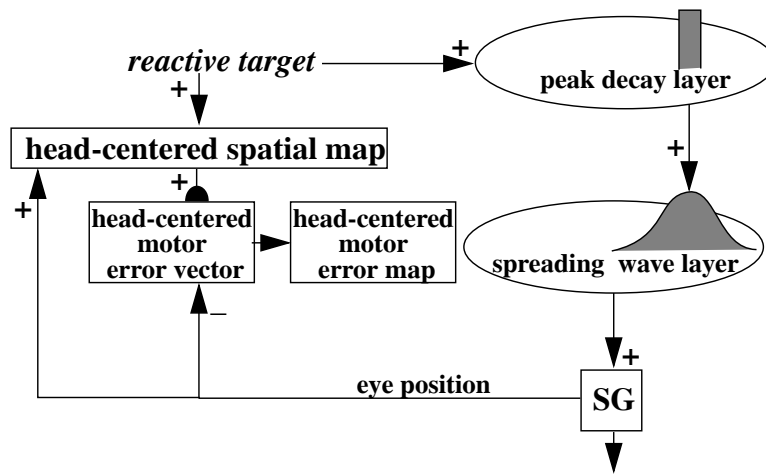 reactive target
+
+
peak decay layer
head-centered spatial map
+
+
+
head-centered
motor
error vector
head-centered
motor
error map
spreading wave layer
−
+
eye position
SG